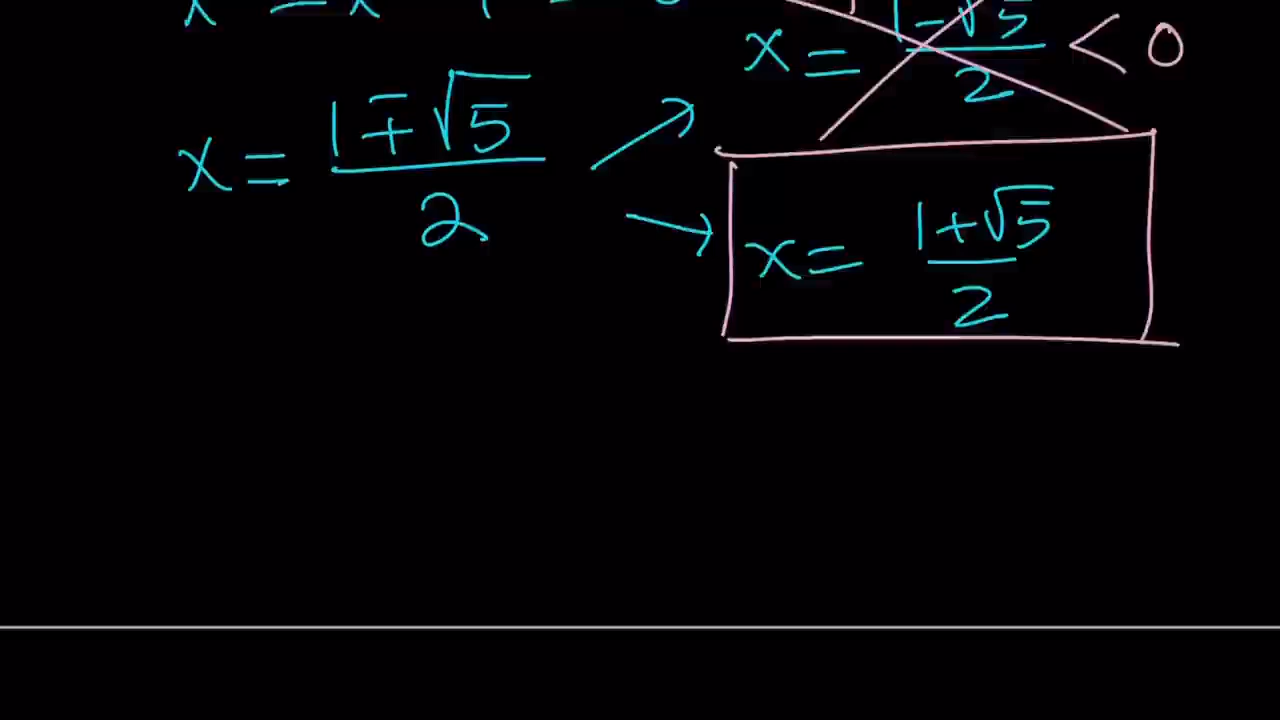 x = (1-√5)/2 < 0
x = (1∓√5)/2
x = (1+√5)/2